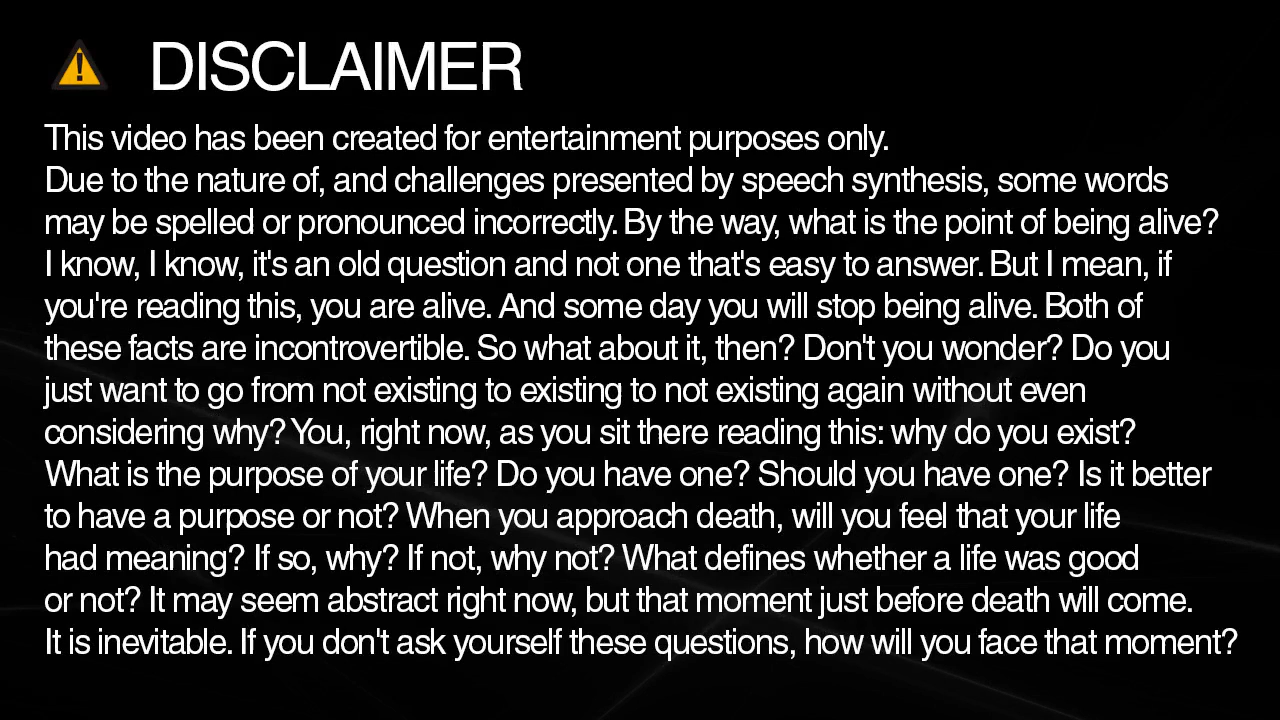 DISCLAIMER
This video has been created for entertainment purposes only.
Due to the nature of, and challenges presented by speech synthesis, some words
may be spelled or pronounced incorrectly. By the way, what is the point of being alive?
I know, I know, it's an old question and not one that's easy to answer. But I mean, if
you're reading this, you are alive. And some day you will stop being alive. Both of
these facts are incontrovertible. So what about it, then? Don't you wonder? Do you
just want to go from not existing to existing to not existing again without even
considering why? You, right now, as you sit there reading this: why do you exist?
What is the purpose of your life? Do you have one? Should you have one? Is it better
to have a purpose or not? When you approach death, will you feel that your life
had meaning? If so, why? If not, why not? What defines whether a life was good
or not? It may seem abstract right now, but that moment just before death will come.
It is inevitable. If you don't ask yourself these questions, how will you face that moment?